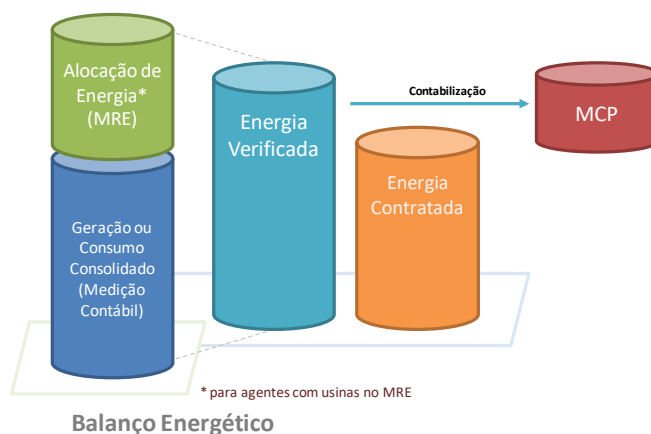 Alocação de
Energia*
(MRE)
Geração ou
Consumo
Consolidado
(Medição
Contábil)
Energia
Verificada
Contabilização
Energia
Contratada
MCP
* para agentes com usinas no MRE
Balanço Energético